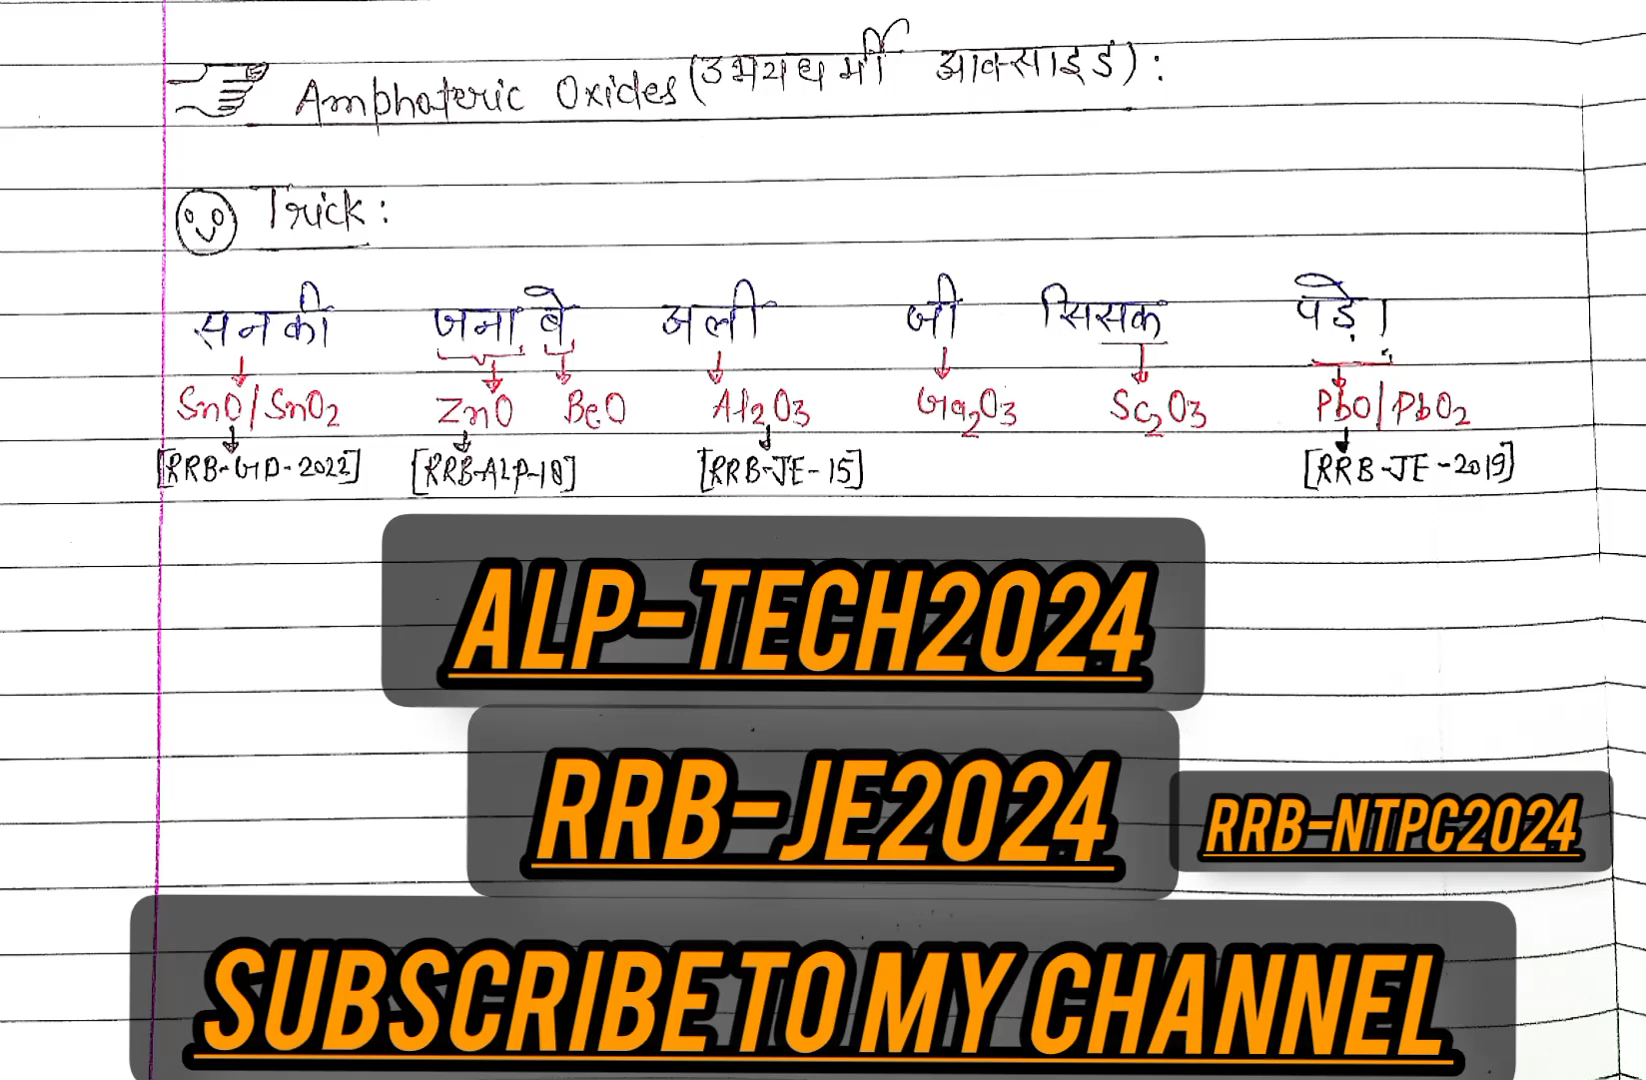 Amphoteric Oxides (उभयधर्मी आक्साइड) :
Trick :
सनकी जना बे अली जी सिसक पड़े।
SnO/SnO2 ZnO BeO Al2O3 Ga2O3 Sc2O3 PbO/PbO2
[RRB-GD-2022] [RRB-ALP-18] [RRB-JE-15] [RRB-JE-2019]
ALP-TECH2024
RRB-JE2024
RRB-NTPC2024
SUBSCRIBE TO MY CHANNEL